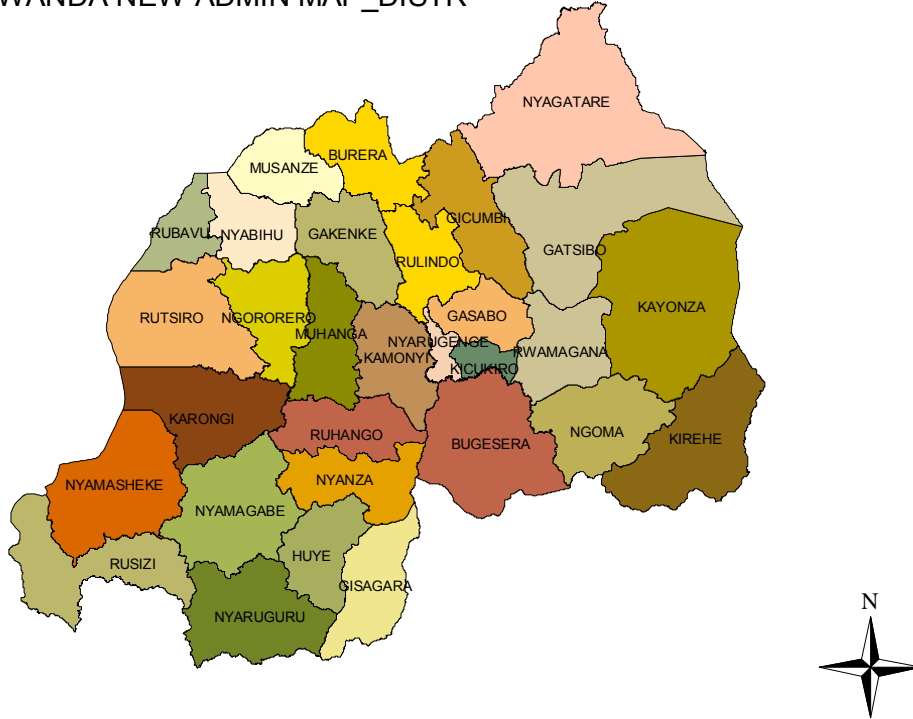 WANDA NEW ADMIN MAP_DISTR
NYAGATARE
BURERA
MUSANZE
GICUMBI
RUBAVU
NYABIHU
GAKENKE
GATSIBO
RULINDO
KAYONZA
RUTSIRO
NGORORERO
GASABO
MUHANGA
NYARUGENGE
KAMONYI
RWAMAGANA
KICUKIRO
KARONGI
RUHANGO
BUGESERA
NGOMA
KIREHE
NYAMASHEKE
NYANZA
NYAMAGABE
HUYE
RUSIZI
GISAGARA
NYARUGURU
N